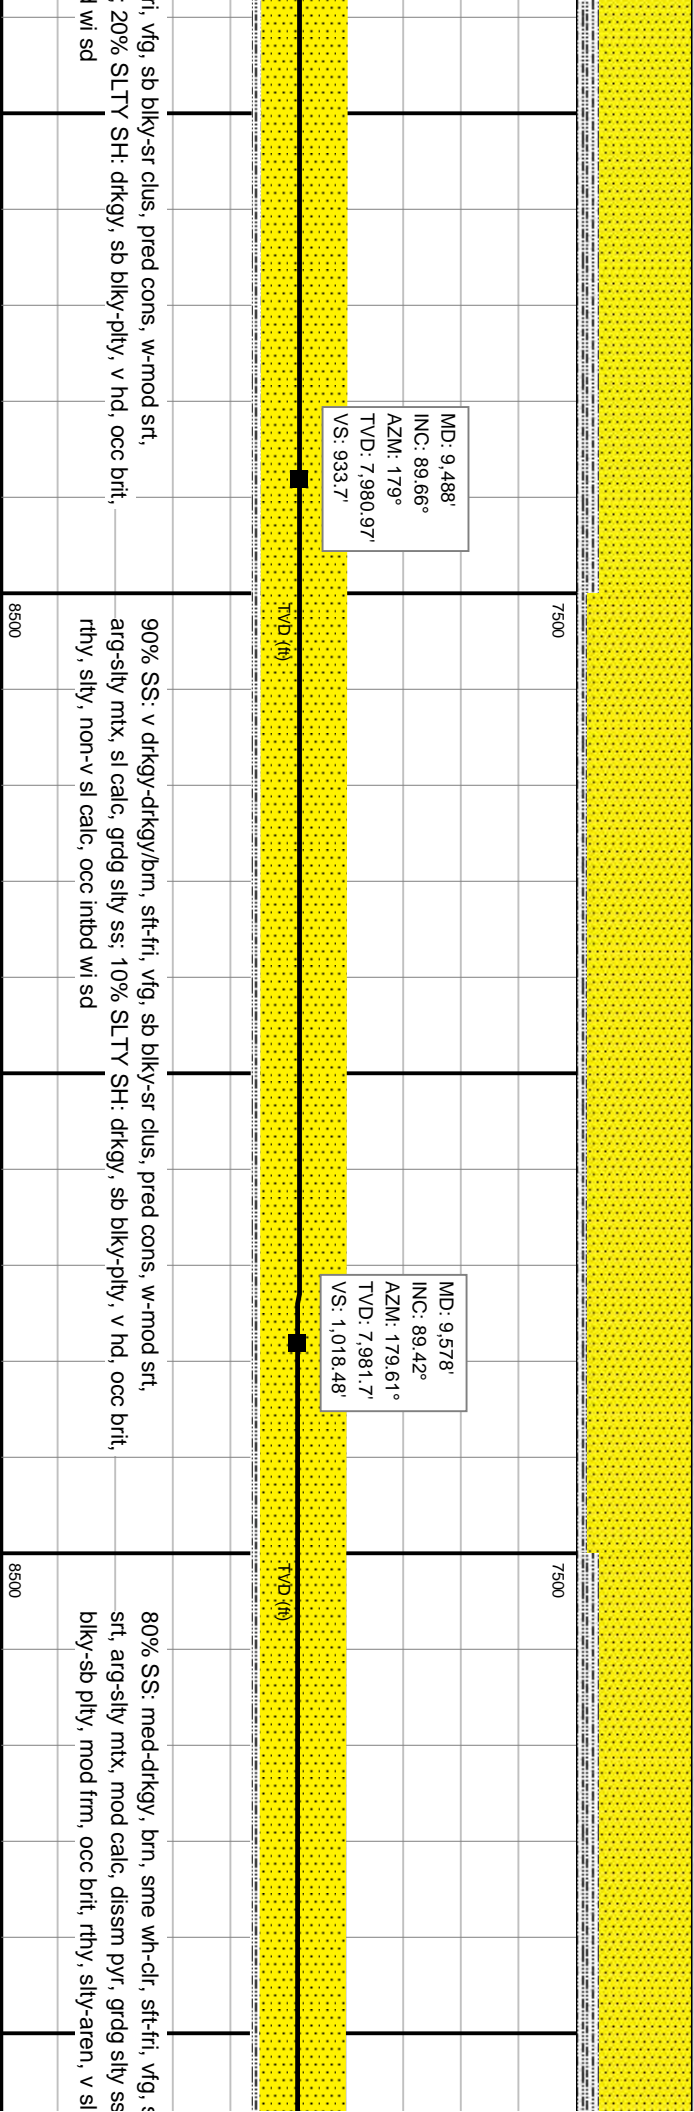 ri, vfg, sb blky-sr clus, pred cons, w-mod srt,
; 20% SLTY SH: drkgy, sb blky-plty, v hd, occ brit,
wi sd
MD: 9,488'
INC: 89.66°
AZM: 179°
TVD: 7,980.97'
VS: 933.7'
7500
TVD (ft)
8500
90% SS: v drkgy-drkgy/brn, sft-fri, vfg, sb blky-sr clus, pred cons, w-mod srt,
arg-slty mtx, sl calc, grdg slty ss; 10% SLTY SH: drkgy, sb blky-plty, v hd, occ brit,
rthy, slty, non-v sl calc, occ intbd wi sd
MD: 9,578'
INC: 89.42°
AZM: 179.61°
TVD: 7,981.7'
VS: 1,018.48'
7500
TVD (ft)
8500
80% SS: med-drkgy, brn, sme wh-clr, sft-fri, vfg, s
srt, arg-slty mtx, mod calc, dissm pyr, grdg slty ss
blky-sb plty, mod frm, occ brit, rthy, slty-aren, v sl